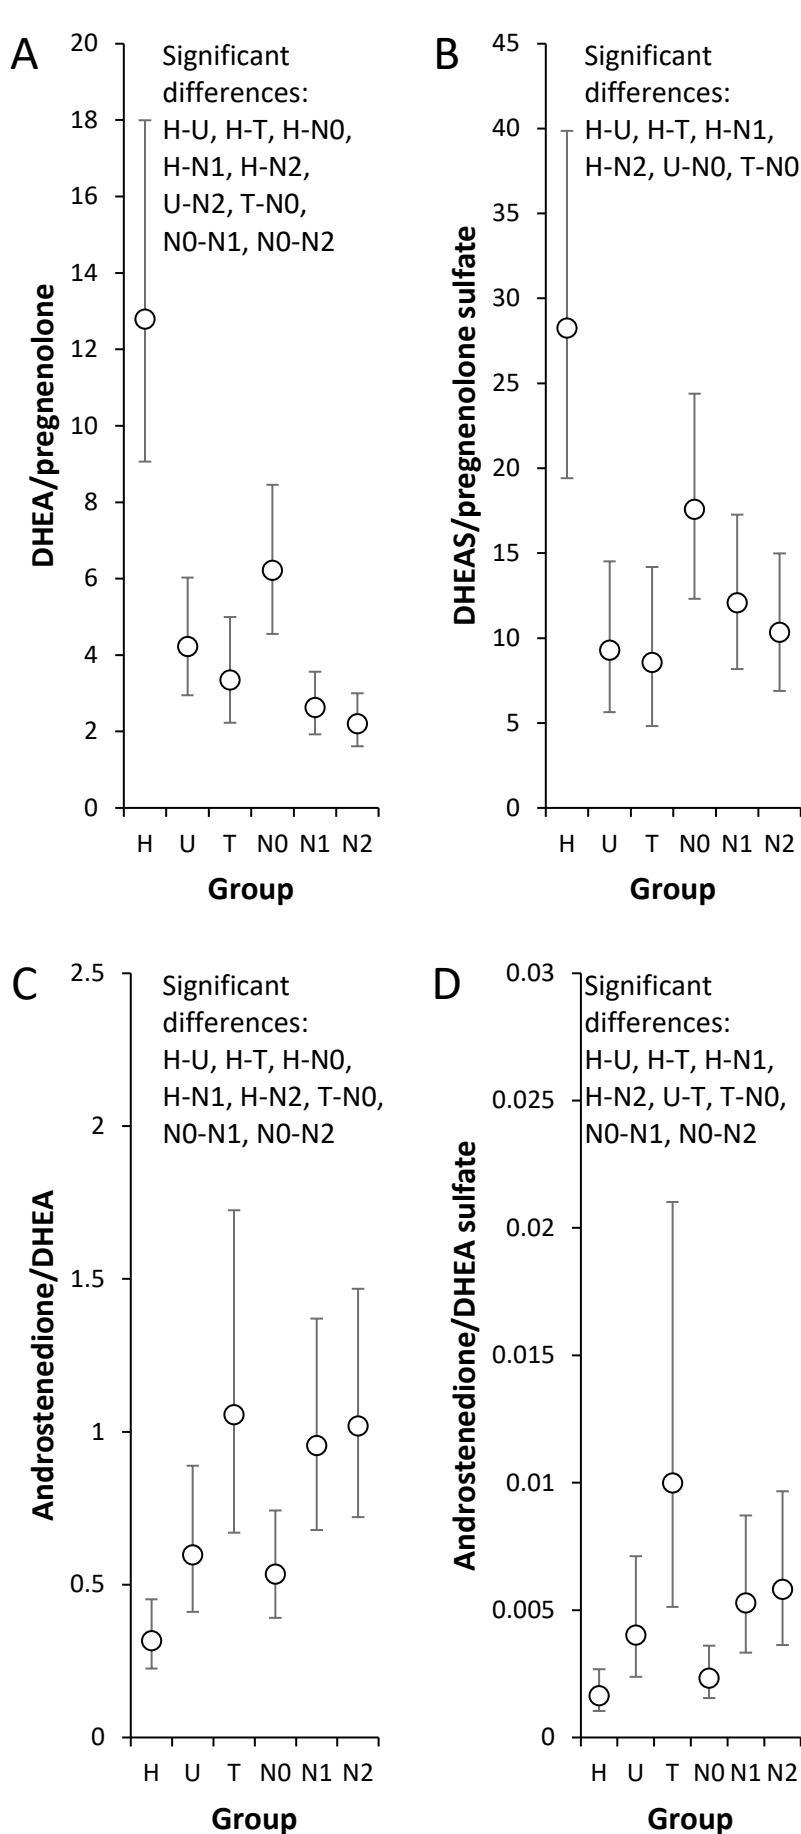 A
DHEA/pregnenolone
20
18
16
14
12
10
8
6
4
2
0
Significant
differences:
H-U, H-T, H-N0,
H-N1, H-N2,
U-N2, T-N0,
N0-N1, N0-N2
H U T N0 N1 N2
Group
B
DHEAS/pregnenolone sulfate
45
40
35
30
25
20
15
10
5
0
Significant
differences:
H-U, H-T, H-N1,
H-N2, U-N0, T-N0
H U T N0 N1 N2
Group
C
Androstenedione/DHEA
2.5
2
1.5
1
0.5
0
Significant
differences:
H-U, H-T, H-N0,
H-N1, H-N2, T-N0,
N0-N1, N0-N2
H U T N0 N1 N2
Group
D
Androstenedione/DHEA sulfate
0.03
0.025
0.02
0.015
0.01
0.005
0
Significant
differences:
H-U, H-T, H-N1,
H-N2, U-T, T-N0,
N0-N1, N0-N2
H U T N0 N1 N2
Group